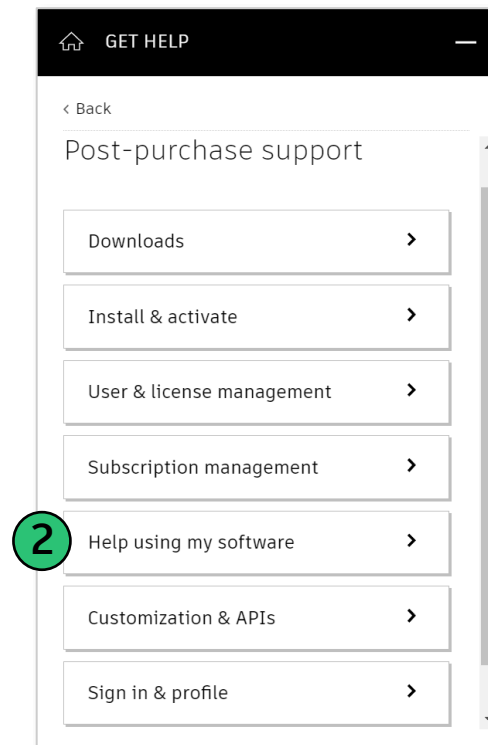 GET HELP
< Back
Post-purchase support
Downloads
Install & activate
User & license management
Subscription management
2
Help using my software
Customization & APIs
Sign in & profile